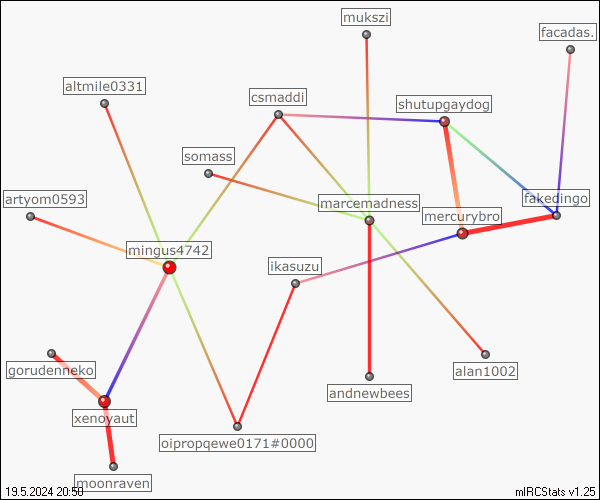 mukszi
facadas.
altmile0331
csmaddi
shutupgaydog
somass
artyom0593
marcemadness
fakedingo
mercurybro
mingus4742
ikasuzu
gorudenneko
alan1002
andnewbees
xenoyaut
oipropqewe0171#0000
moonraven
19.5.2024 20:50
mIRCStats v1.25